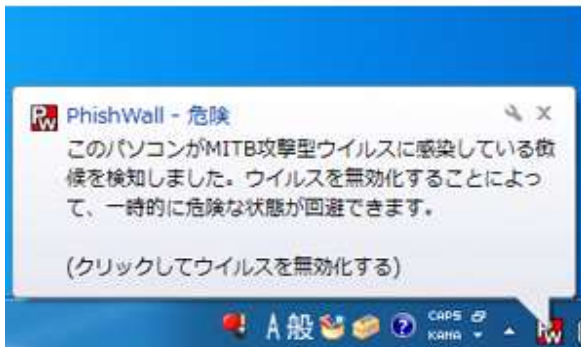 PhishWall - 危険
このパソコンがMITB攻撃型ウイルスに感染している徴
候を検知しました。ウイルスを無効化することによっ
て、一時的に危険な状態が回避できます。
(クリックしてウイルスを無効化する)
A 般 ? CAPS
KANA
PW